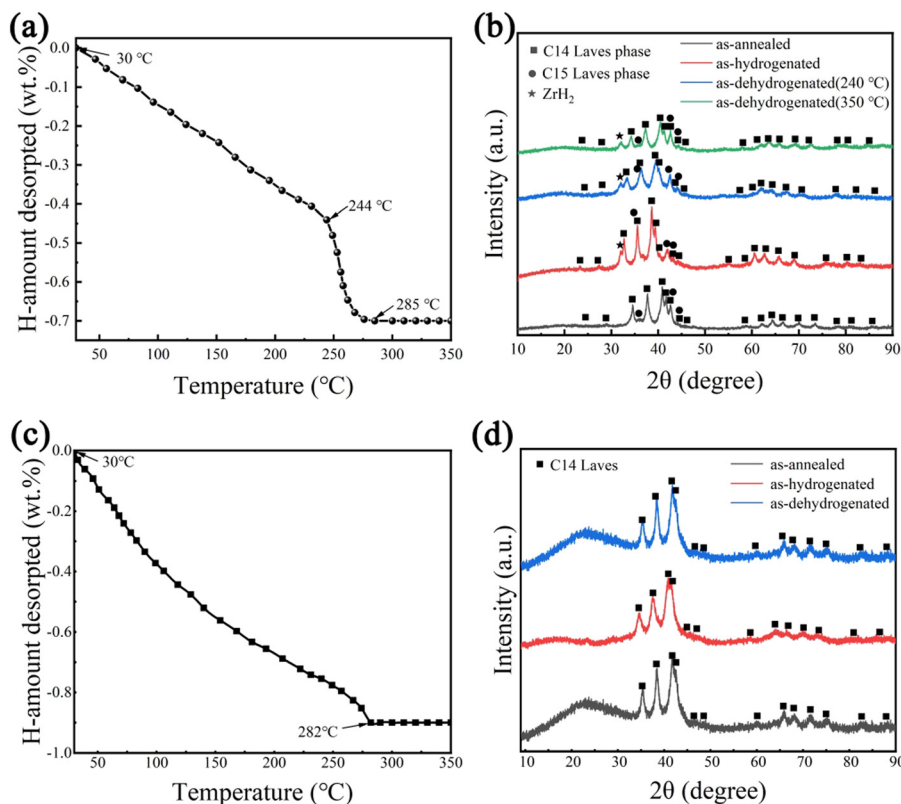 (a)
H-amount desorpted (wt.%)
0.0
-0.1
-0.2
-0.3
-0.4
-0.5
-0.6
-0.7
30 ℃
244 ℃
285 ℃
50 100 150 200 250 300 350
Temperature (℃)
(b)
Intensity (a.u.)
■ C14 Laves phase
● C15 Laves phase
★ ZrH₂
as-annealed
as-hydrogenated
as-dehydrogenated(240 ℃)
as-dehydrogenated(350 ℃)
10 20 30 40 50 60 70 80 90
2θ (degree)
(c)
H-amount desorpted (wt.%)
0.0
-0.2
-0.4
-0.6
-0.8
-1.0
30℃
282℃
50 100 150 200 250 300 350
Temperature (℃)
(d)
Intensity (a.u.)
■ C14 Laves
as-annealed
as-hydrogenated
as-dehydrogenated
10 20 30 40 50 60 70 80 90
2θ (degree)